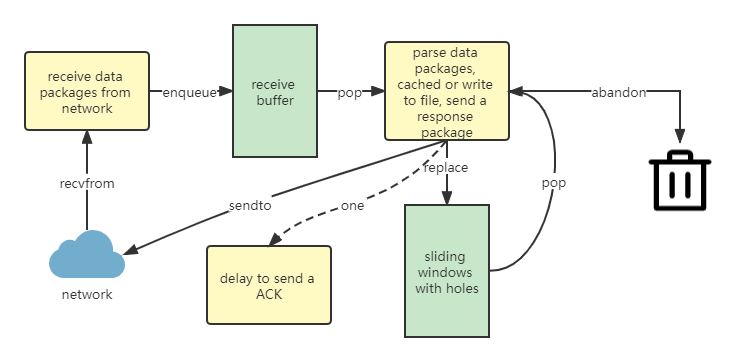 receive data
packages from
network
enqueue
receive
buffer
pop
parse data
packages,
cached or write
to file, send a
response
package
abandon
recvfrom
sendto
one
replace
pop
network
delay to send a
ACK
sliding
windows
with holes